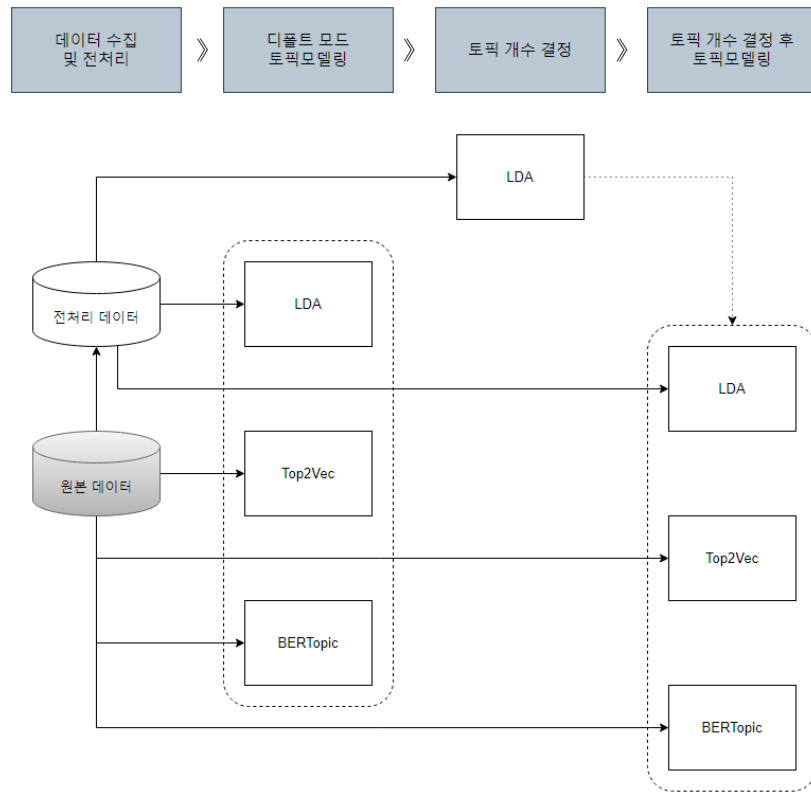 데이터 수집
및 전처리
》
디폴트 모드
토픽모델링
》
토픽 개수 결정
》
토픽 개수 결정 후
토픽모델링
LDA
LDA
전처리 데이터
LDA
Top2Vec
원본 데이터
Top2Vec
BERTopic
BERTopic